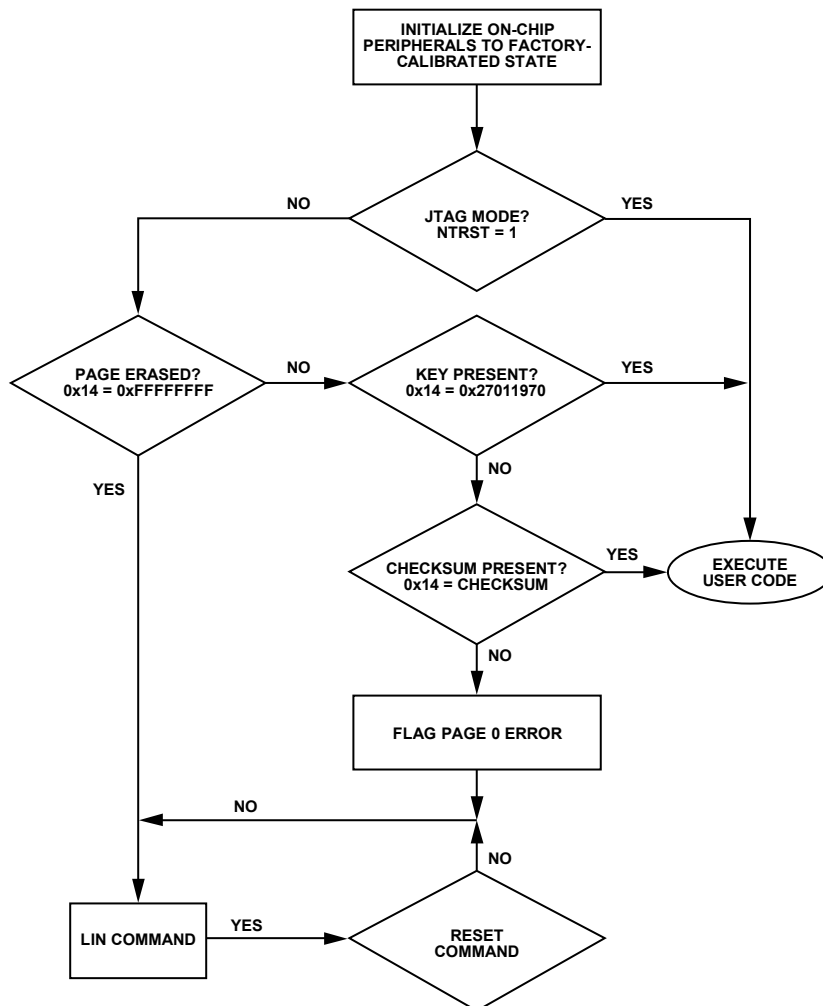 INITIALIZE ON-CHIP
PERIPHERALS TO FACTORY-
CALIBRATED STATE
NO
JTAG MODE?
NTRST = 1
YES
PAGE ERASED?
0x14 = 0xFFFFFFFF
NO
KEY PRESENT?
0x14 = 0x27011970
YES
NO
YES
CHECKSUM PRESENT?
0x14 = CHECKSUM
YES
EXECUTE
USER CODE
NO
FLAG PAGE 0 ERROR
NO
NO
LIN COMMAND
YES
RESET
COMMAND